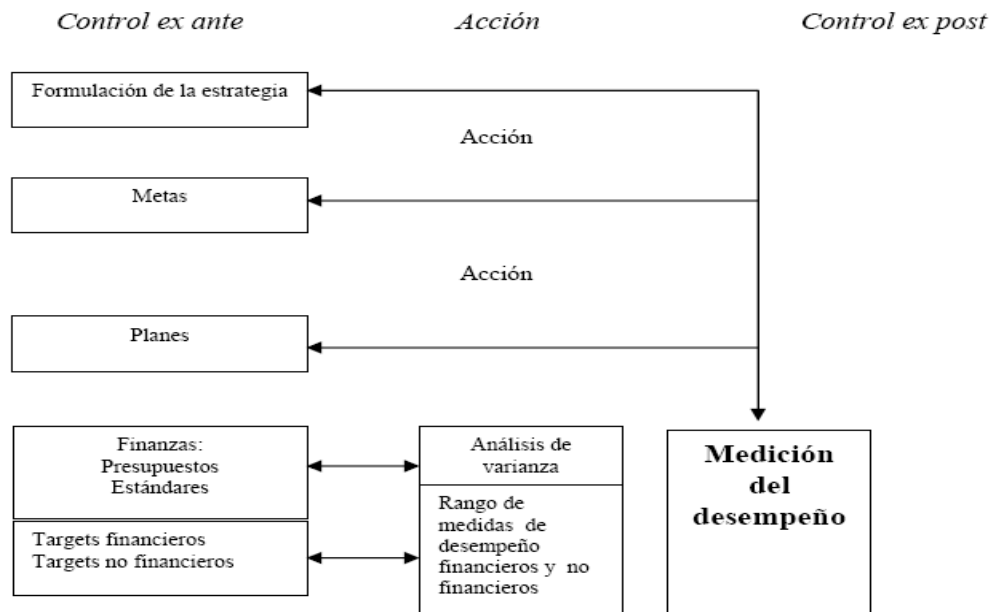 Control ex ante
Acción
Control ex post
Formulación de la estrategia
Acción
Metas
Acción
Planes
Finanzas:
Presupuestos
Estándares
Análisis de
varianza
Medición
del
desempeño
Targets financieros
Targets no financieros
Rango de
medidas de
desempeño
financieros y no
financieros